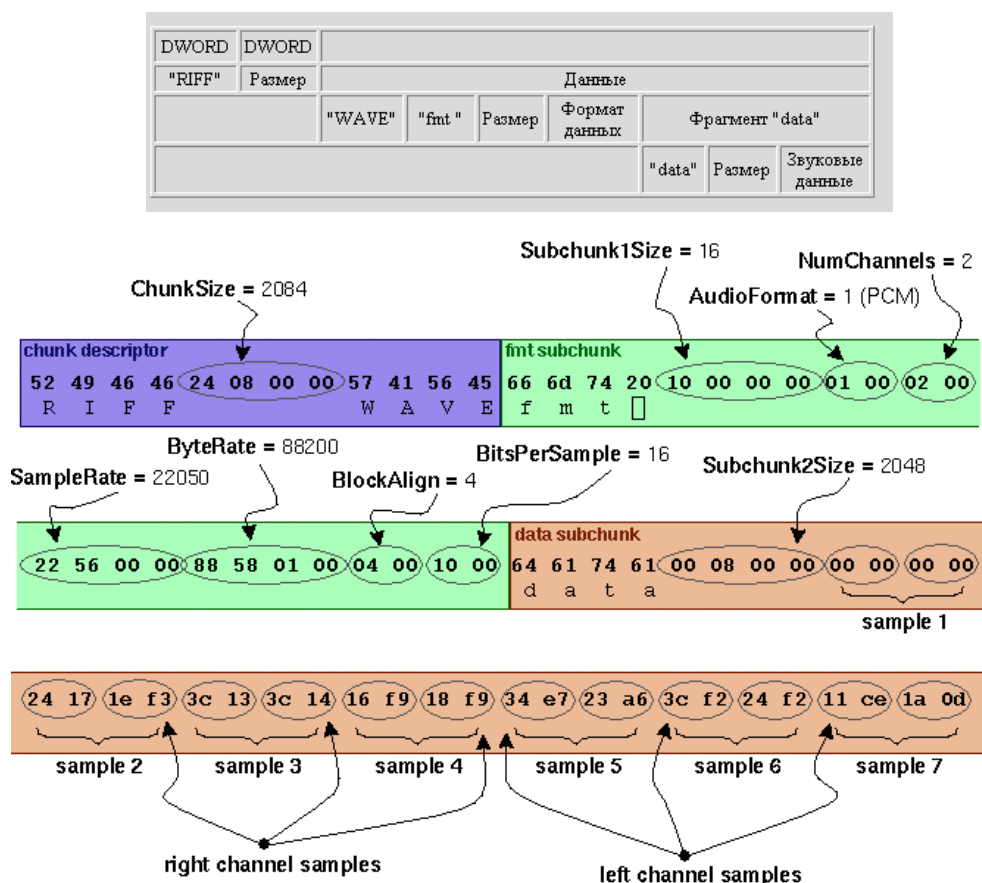 DWORD DWORD
"RIFF" Размер Данные
"WAVE" "fmt " Размер Формат данных Фрагмент "data"
"data" Размер Звуковые данные
Subchunk1Size = 16
NumChannels = 2
ChunkSize = 2084
AudioFormat = 1 (PCM)
chunk descriptor fmt subchunk
52 49 46 46 24 08 00 00 57 41 56 45 66 6d 74 20 10 00 00 00 01 00 02 00
R I F F W A V E f m t
ByteRate = 88200
BitsPerSample = 16
Subchunk2Size = 2048
SampleRate = 22050
BlockAlign = 4
data subchunk
22 56 00 00 88 58 01 00 04 00 10 00 64 61 74 61 00 08 00 00 00 00 00 00
d a t a
sample 1
24 17 1e f3 3c 13 3c 14 16 f9 18 f9 34 e7 23 a6 3c f2 24 f2 11 ce 1a 0d
sample 2 sample 3 sample 4 sample 5 sample 6 sample 7
right channel samples
left channel samples